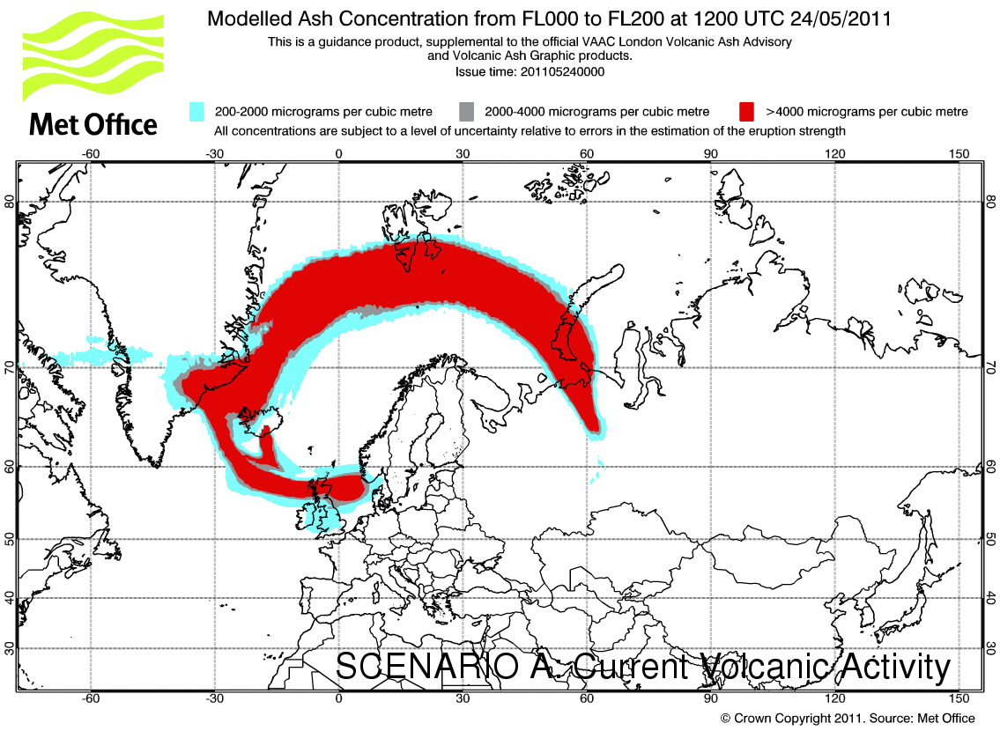 Modelled Ash Concentration from FL000 to FL200 at 1200 UTC 24/05/2011
This is a guidance product, supplemental to the official VAAC London Volcanic Ash Advisory
and Volcanic Ash Graphic products.
Issue time: 201105240000
Met Office
200-2000 micrograms per cubic metre
2000-4000 micrograms per cubic metre
>4000 micrograms per cubic metre
All concentrations are subject to a level of uncertainty relative to errors in the estimation of the eruption strength
-60 -30 0 30 60 90 120 150
80 80
70 70
60 60
50 50
40 40
30 30
SCENARIO A. Current Volcanic Activity
-60 -30 0 30 60 90 120 150
© Crown Copyright 2011. Source: Met Office